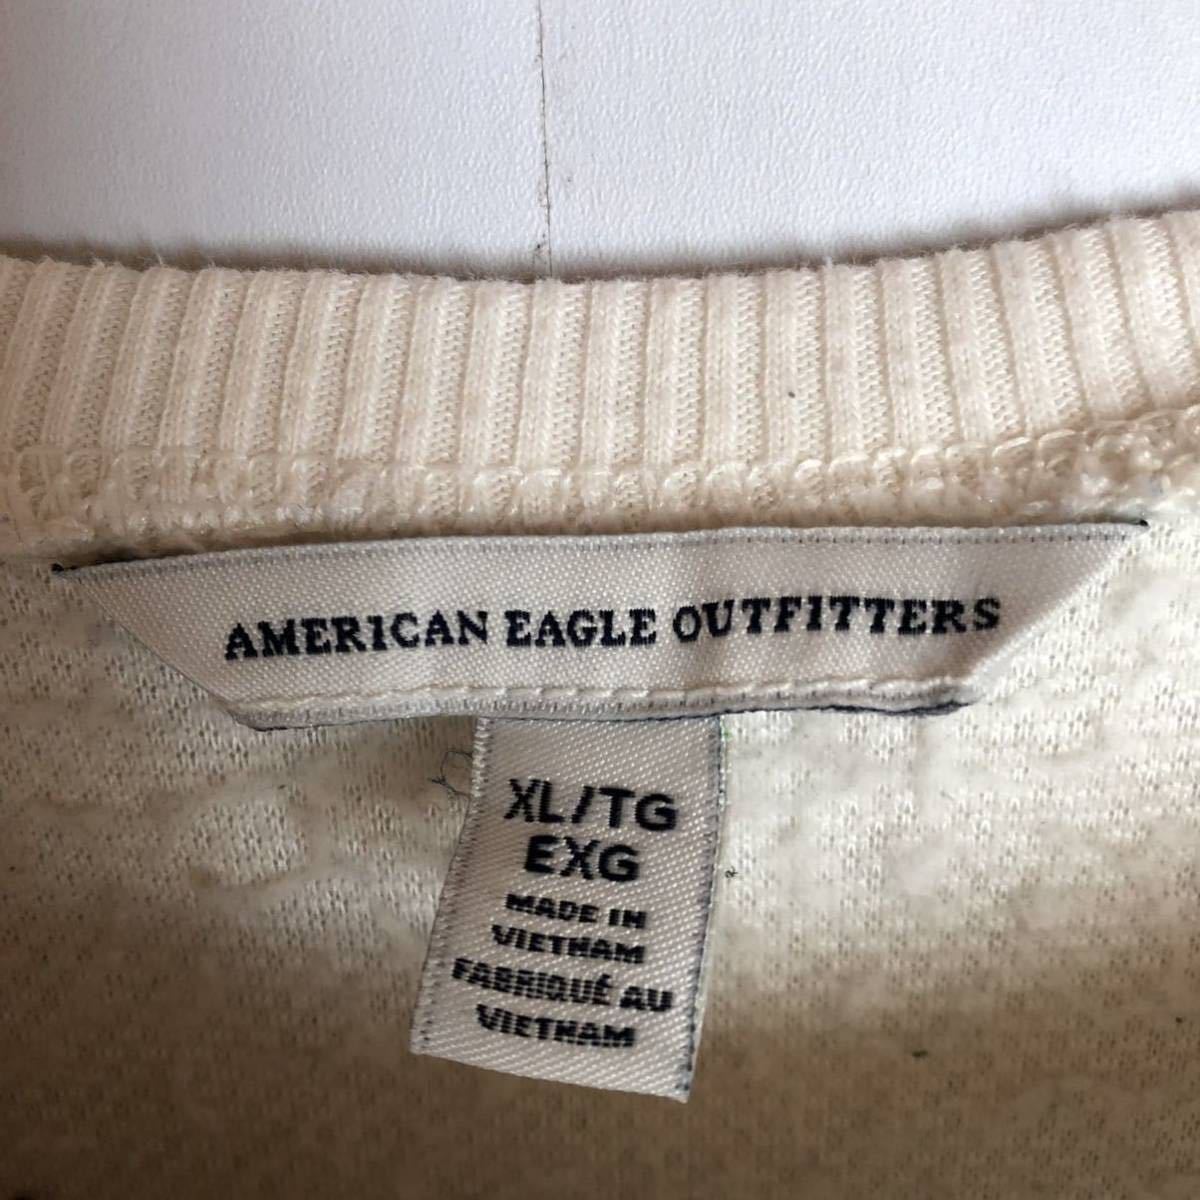 AMERICAN EAGLE OUTFITTERS
XL/TG
EXG
MADE IN
VIETNAM
FABRIQUÉ AU
VIETNAM